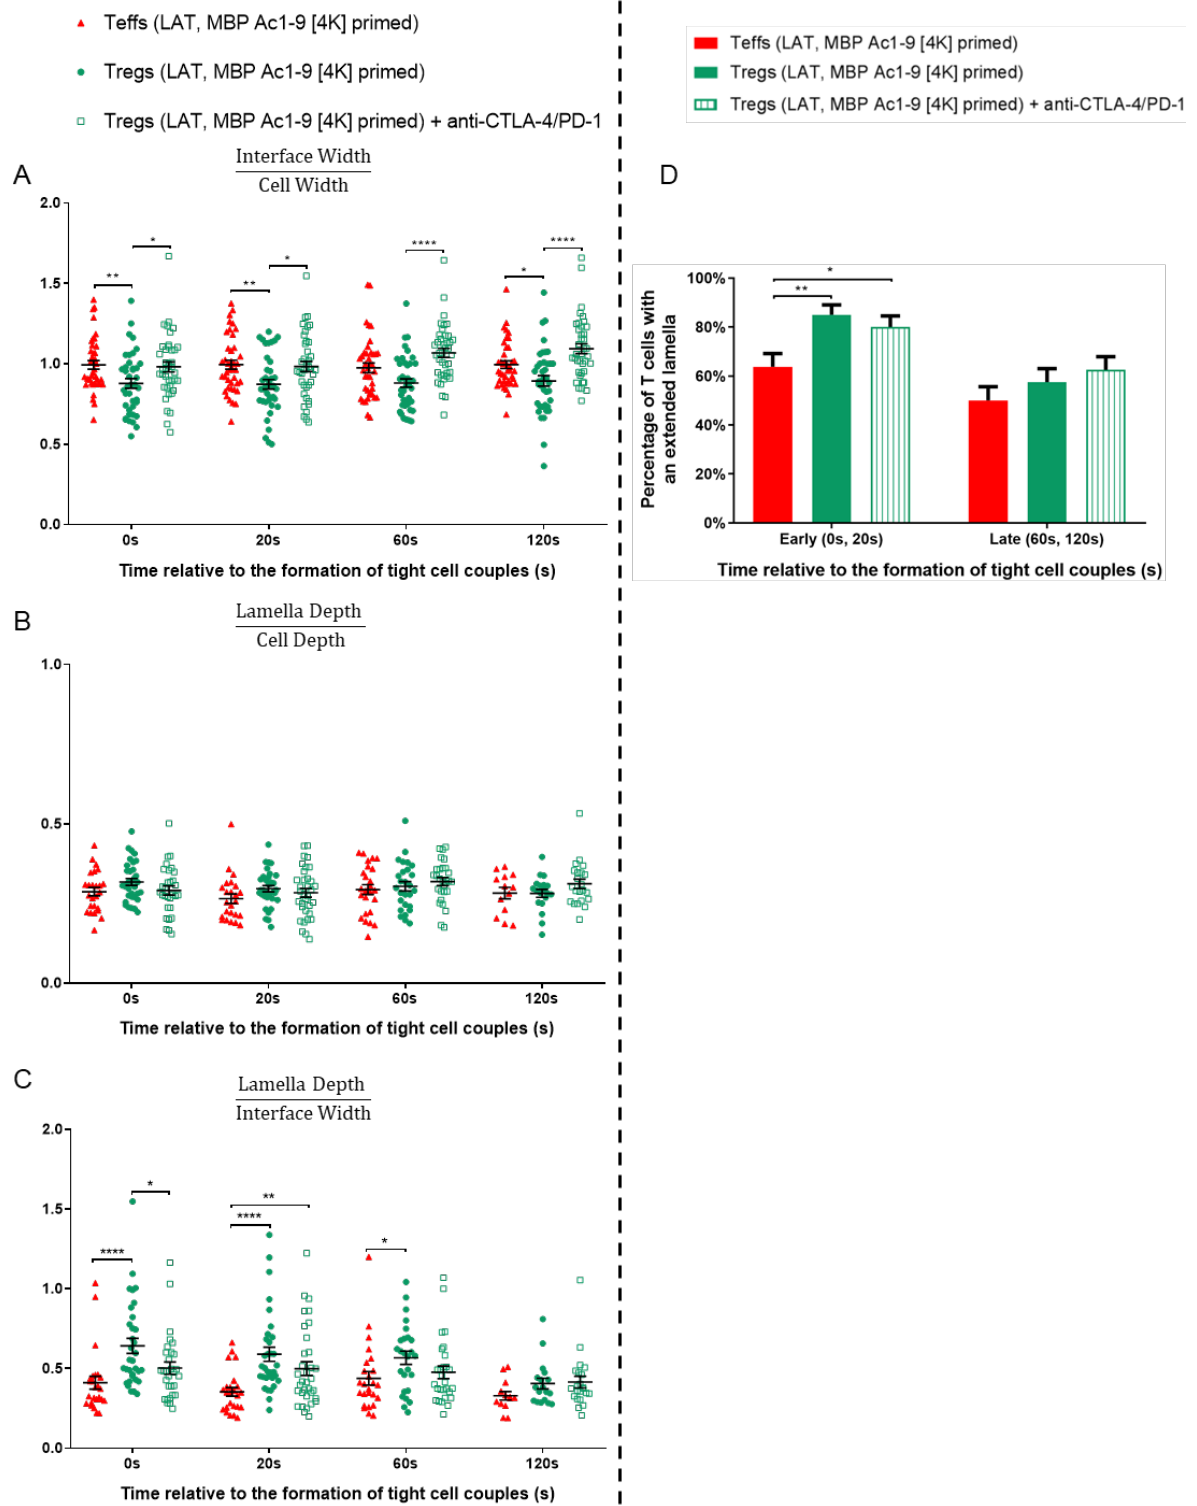 Teffs (LAT, MBP Ac1-9 [4K] primed)
Tregs (LAT, MBP Ac1-9 [4K] primed)
Tregs (LAT, MBP Ac1-9 [4K] primed) + anti-CTLA-4/PD-1
Teffs (LAT, MBP Ac1-9 [4K] primed)
Tregs (LAT, MBP Ac1-9 [4K] primed)
Tregs (LAT, MBP Ac1-9 [4K] primed) + anti-CTLA-4/PD-1
A
Interface Width
Cell Width
2.0
1.5
1.0
0.5
0.0
** * ** * **** * ****
0s 20s 60s 120s
Time relative to the formation of tight cell couples (s)
D
Percentage of T cells with
an extended lamella
100%
80%
60%
40%
20%
0%
*
**
Early (0s, 20s) Late (60s, 120s)
Time relative to the formation of tight cell couples (s)
B
Lamella Depth
Cell Depth
1.0
0.5
0.0
0s 20s 60s 120s
Time relative to the formation of tight cell couples (s)
C
Lamella Depth
Interface Width
2.0
1.5
1.0
0.5
0.0
**** * **** ** *
0s 20s 60s 120s
Time relative to the formation of tight cell couples (s)